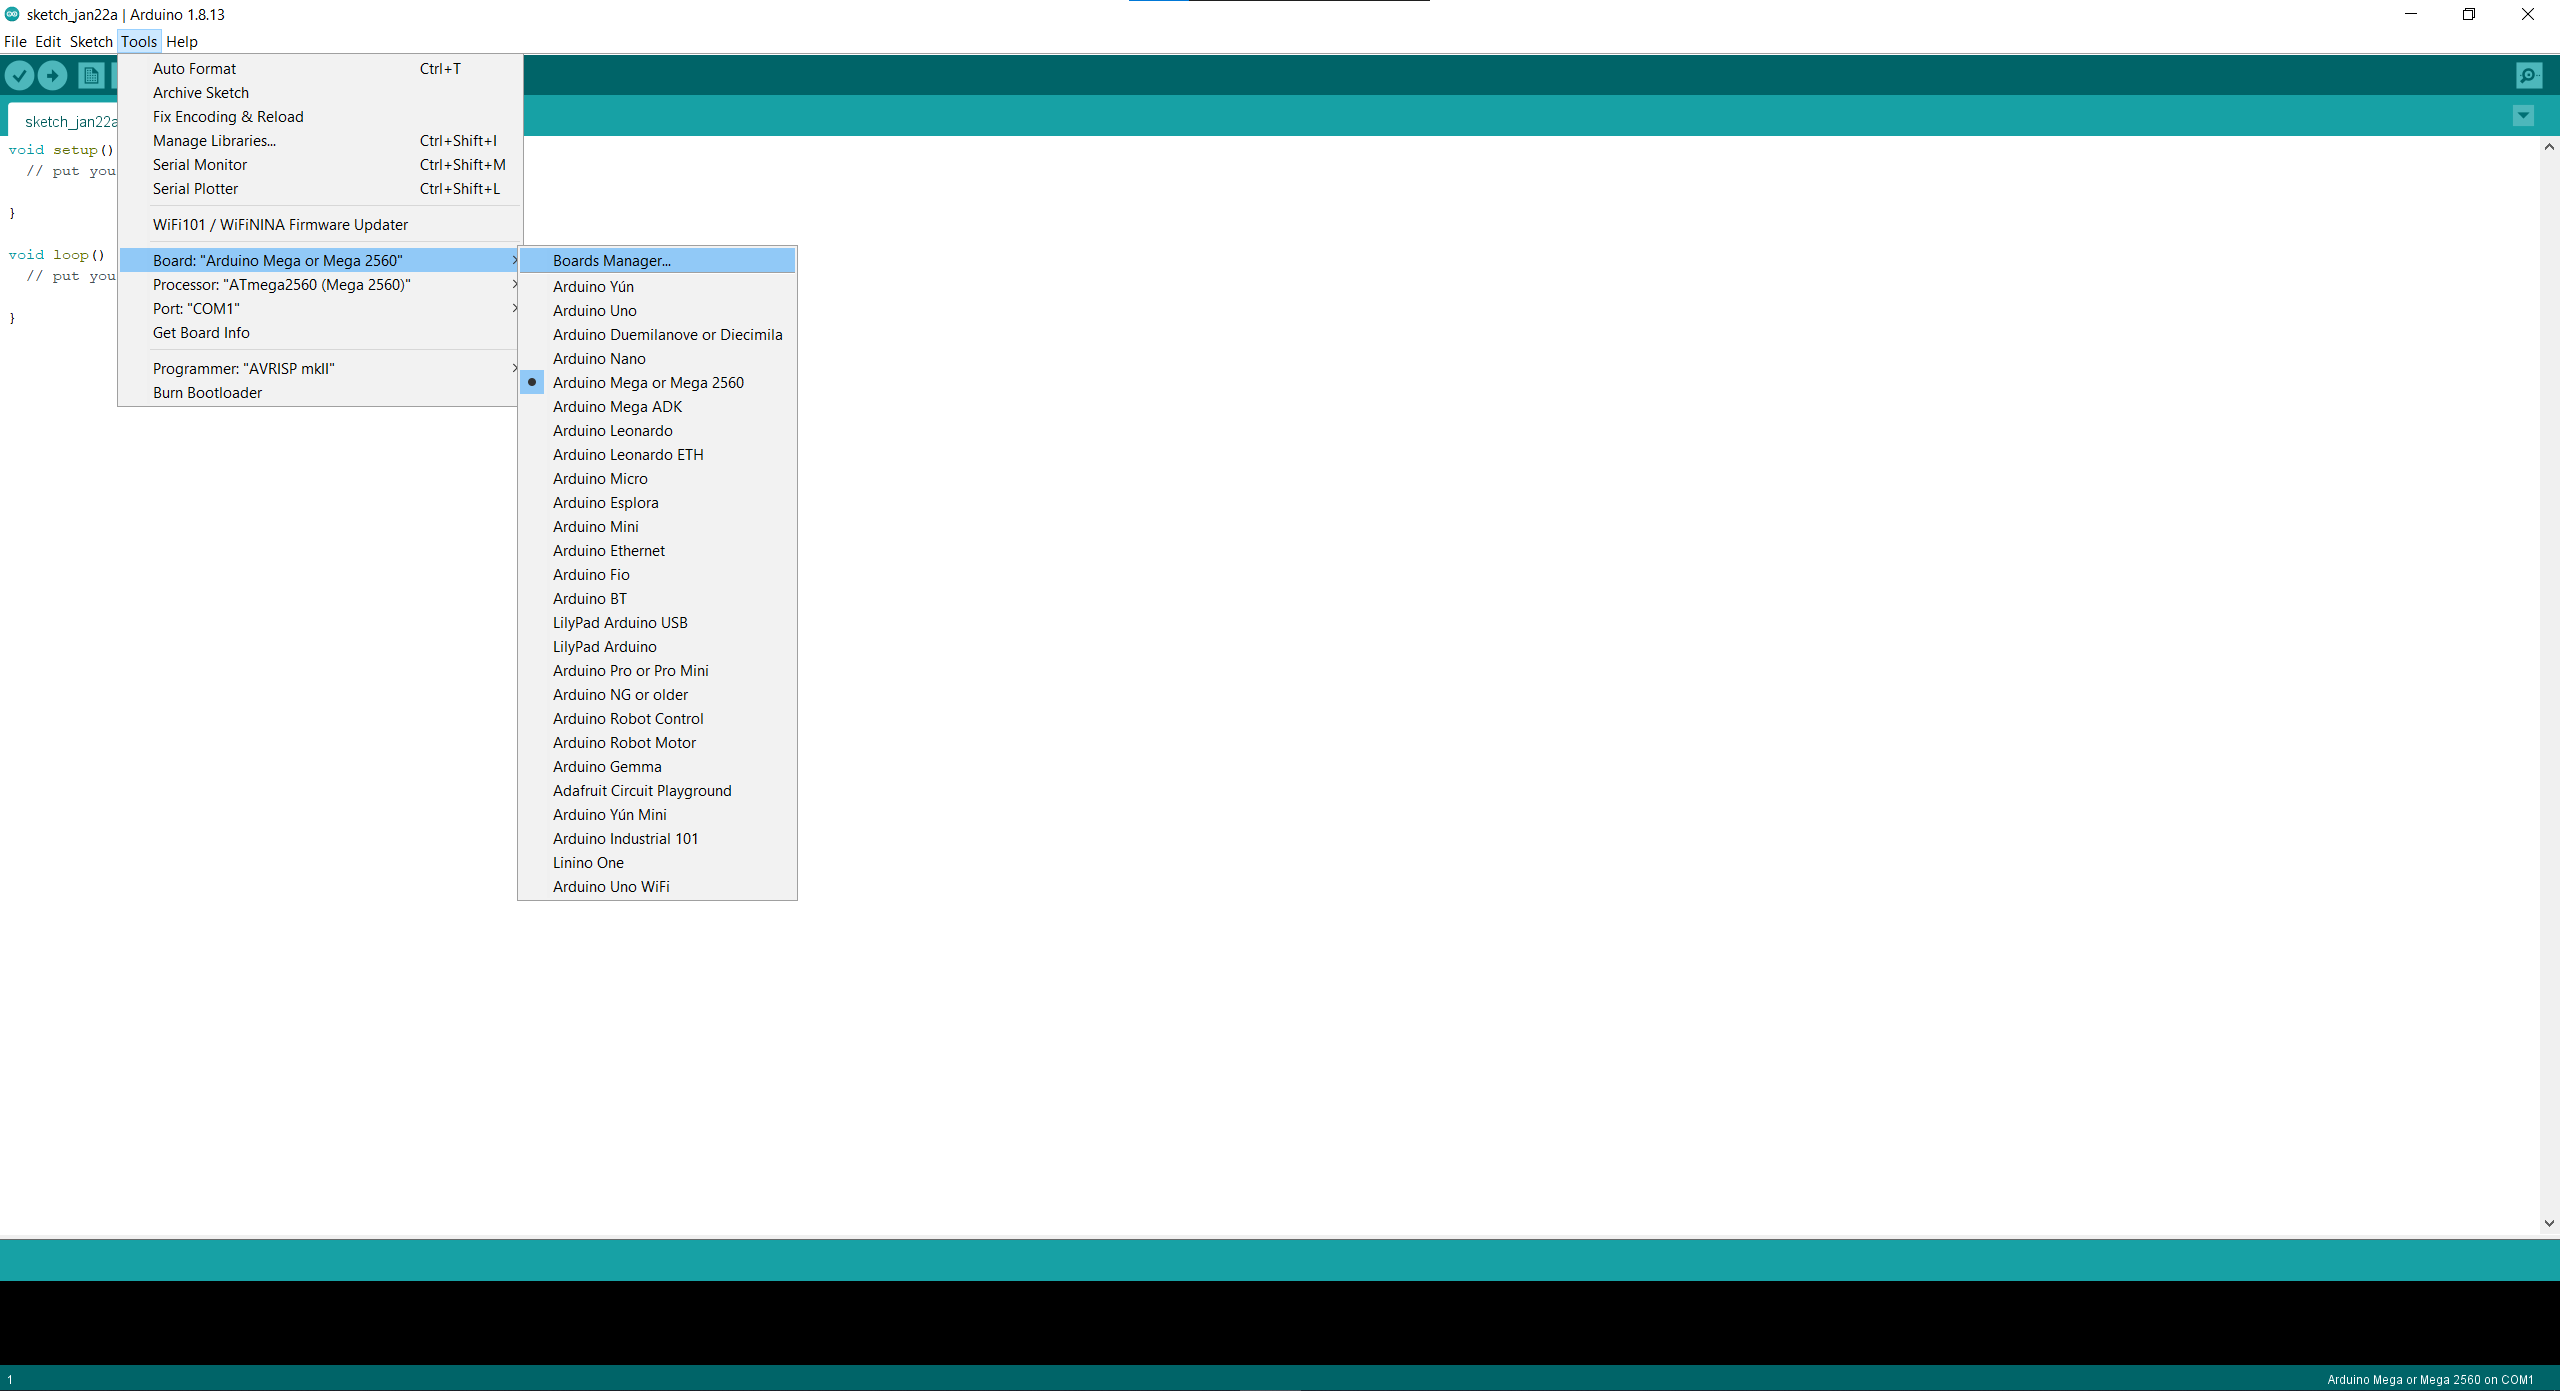 sketch_jan22a | Arduino 1.8.13
File Edit Sketch Tools Help
sketch_jan22a
void setup()
// put you
}
void loop()
// put you
}
Auto Format Ctrl+T
Archive Sketch
Fix Encoding & Reload
Manage Libraries... Ctrl+Shift+I
Serial Monitor Ctrl+Shift+M
Serial Plotter Ctrl+Shift+L
WiFi101 / WiFiNINA Firmware Updater
Board: "Arduino Mega or Mega 2560"
Processor: "ATmega2560 (Mega 2560)"
Port: "COM1"
Get Board Info
Programmer: "AVRISP mkII"
Burn Bootloader
Boards Manager...
Arduino Yún
Arduino Uno
Arduino Duemilanove or Diecimila
Arduino Nano
Arduino Mega or Mega 2560
Arduino Mega ADK
Arduino Leonardo
Arduino Leonardo ETH
Arduino Micro
Arduino Esplora
Arduino Mini
Arduino Ethernet
Arduino Fio
Arduino BT
LilyPad Arduino USB
LilyPad Arduino
Arduino Pro or Pro Mini
Arduino NG or older
Arduino Robot Control
Arduino Robot Motor
Arduino Gemma
Adafruit Circuit Playground
Arduino Yún Mini
Arduino Industrial 101
Linino One
Arduino Uno WiFi
1
Arduino Mega or Mega 2560 on COM1